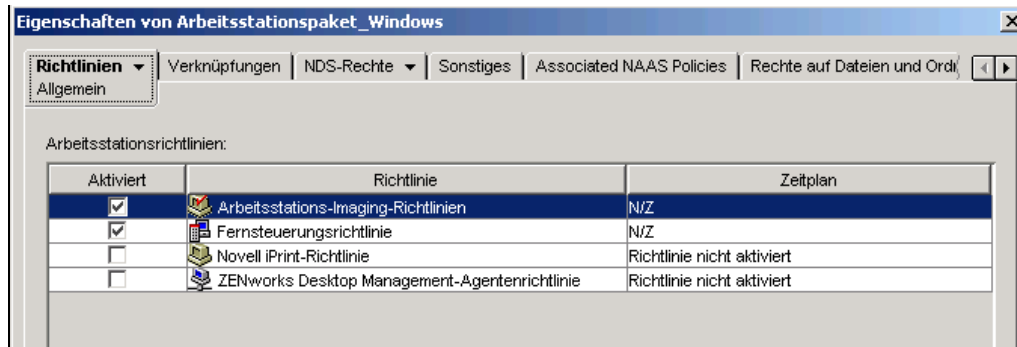 Eigenschaften von Arbeitsstationspaket_Windows
Richtlinien Verknüpfungen NDS-Rechte Sonstiges Associated NAAS Policies Rechte auf Dateien und
Allgemein
Arbeitsstationsrichtlinien:
Aktiviert Richtlinie Zeitplan
Arbeitsstations-Imaging-Richtlinien N/Z
Fernsteuerungsrichtlinie N/Z
Novell iPrint-Richtlinie Richtlinie nicht aktiviert
ZENworks Desktop Management-Agentenrichtlinie Richtlinie nicht aktiviert